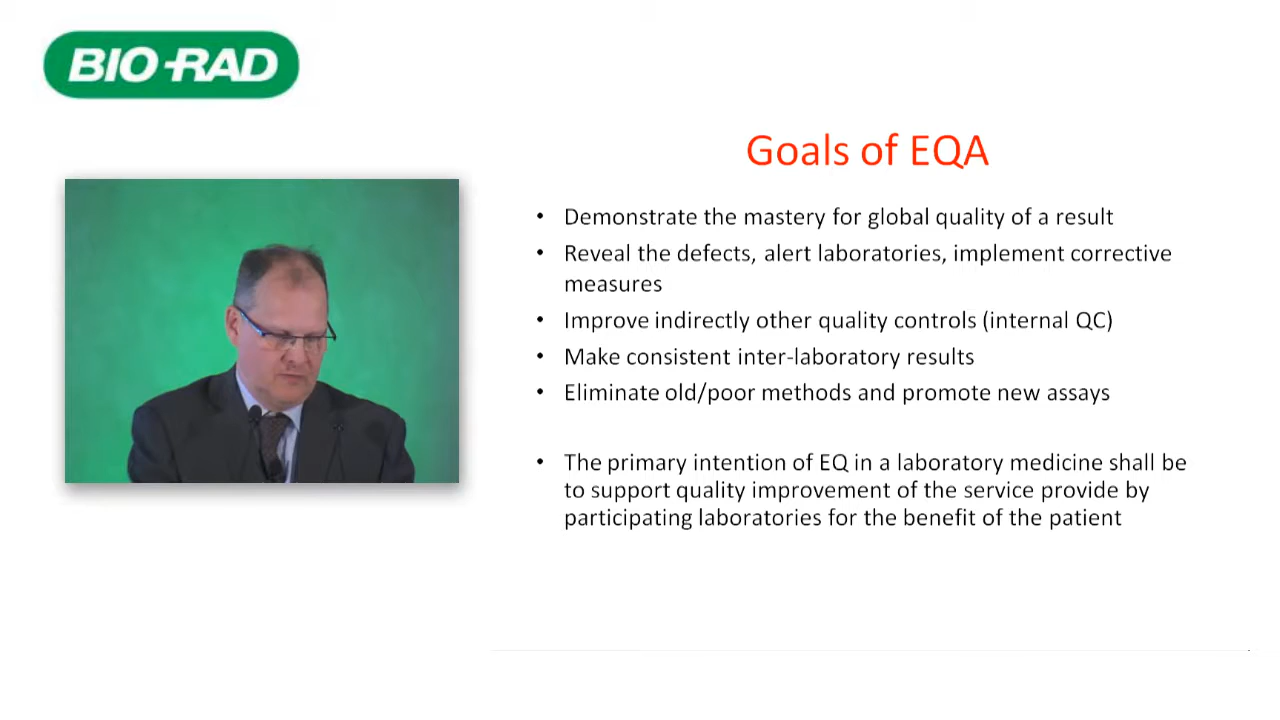 BIO-RAD
Goals of EQA
• Demonstrate the mastery for global quality of a result
• Reveal the defects, alert laboratories, implement corrective
measures
• Improve indirectly other quality controls (internal QC)
• Make consistent inter-laboratory results
• Eliminate old/poor methods and promote new assays
• The primary intention of EQ in a laboratory medicine shall be
to support quality improvement of the service provide by
participating laboratories for the benefit of the patient